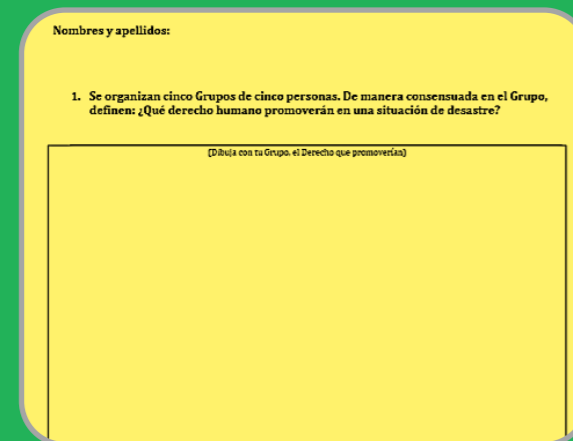 Nombres y apellidos:
1. Se organizan cinco Grupos de cinco personas. De manera consensuada en el Grupo,
definen: ¿Qué derecho humano promoverán en una situación de desastre?
(Dibuja con tu Grupo, el Derecho que promoverían)